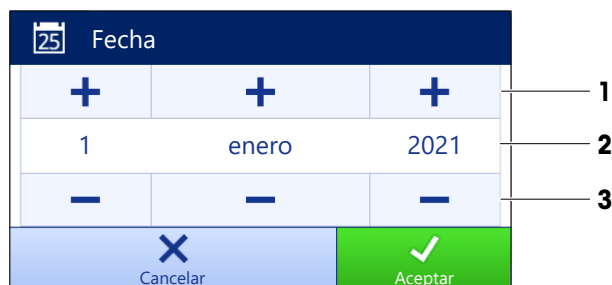 25 Fecha
+ + + 1
1 enero 2021 2
− − − 3
Cancelar Aceptar